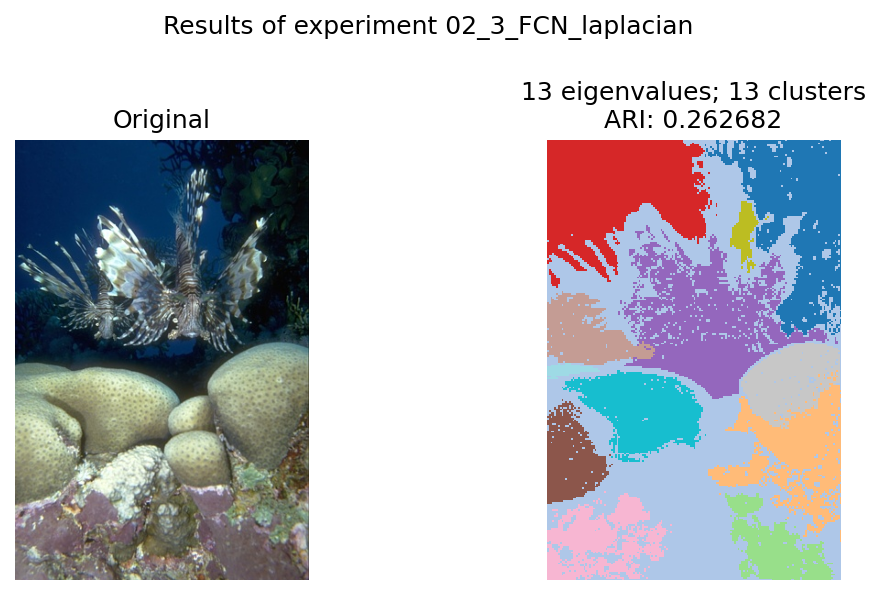 Results of experiment 02_3_FCN_laplacian
Original
13 eigenvalues; 13 clusters
ARI: 0.262682